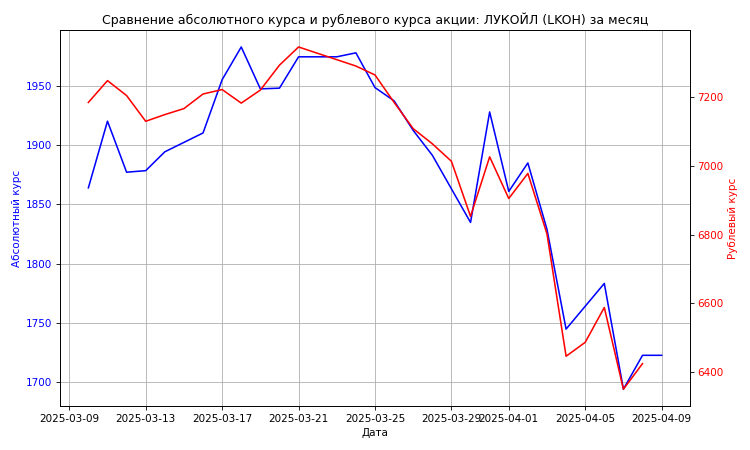 Сравнение абсолютного курса и рублевого курса акции: ЛУКОЙЛ (LKOH) за месяц
1950
1900
1850
1800
1750
1700
Абсолютный курс
7200
7000
6800
6600
6400
Рублевый курс
2025-03-09 2025-03-13 2025-03-17 2025-03-21 2025-03-25 2025-03-29 2025-04-01 2025-04-05 2025-04-09
Дата